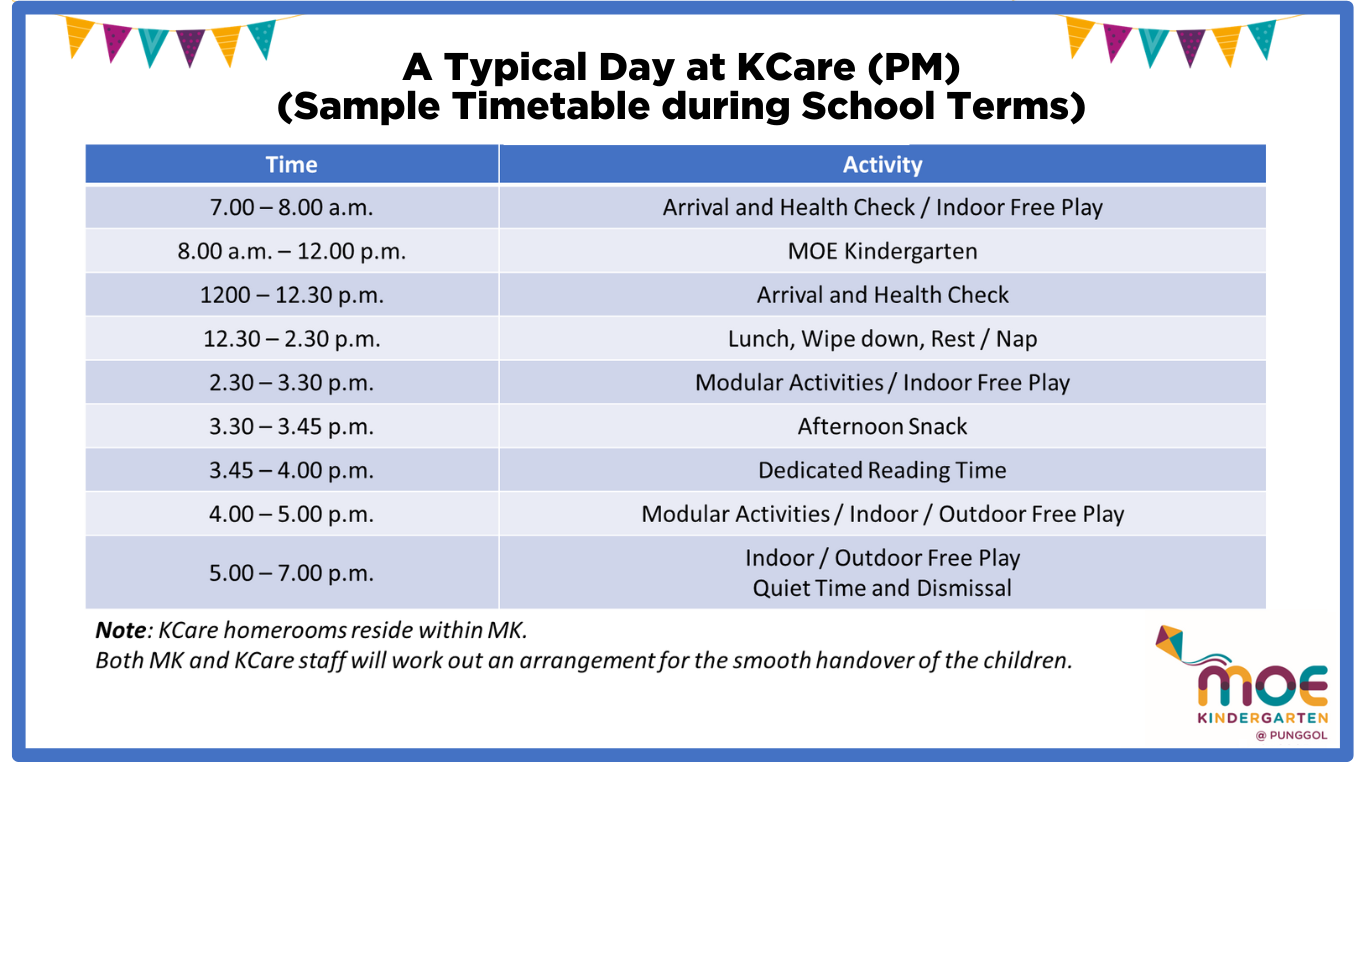 A Typical Day at KCare (PM)
(Sample Timetable during School Terms)
Time Activity
7.00 – 8.00 a.m. Arrival and Health Check / Indoor Free Play
8.00 a.m. – 12.00 p.m. MOE Kindergarten
1200 – 12.30 p.m. Arrival and Health Check
12.30 – 2.30 p.m. Lunch, Wipe down, Rest / Nap
2.30 – 3.30 p.m. Modular Activities / Indoor Free Play
3.30 – 3.45 p.m. Afternoon Snack
3.45 – 4.00 p.m. Dedicated Reading Time
4.00 – 5.00 p.m. Modular Activities / Indoor / Outdoor Free Play
5.00 – 7.00 p.m. Indoor / Outdoor Free Play
Quiet Time and Dismissal
Note: KCare homerooms reside within MK.
Both MK and KCare staff will work out an arrangement for the smooth handover of the children.
MOE
KINDERGARTEN
@ PUNGGOL